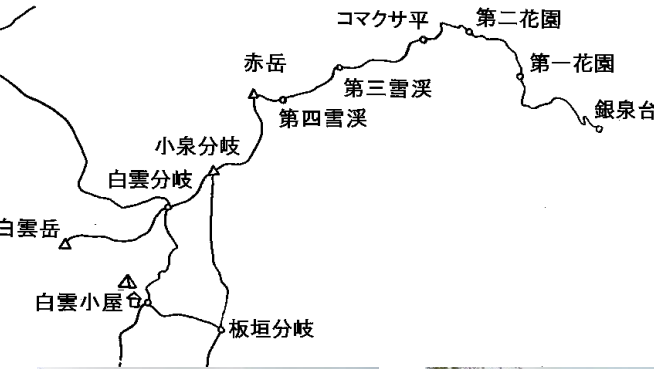 コマクサ平
第二花園
第一花園
銀泉台
赤岳
第三雪渓
第四雪渓
小泉分岐
白雲分岐
白雲岳
白雲小屋
板垣分岐